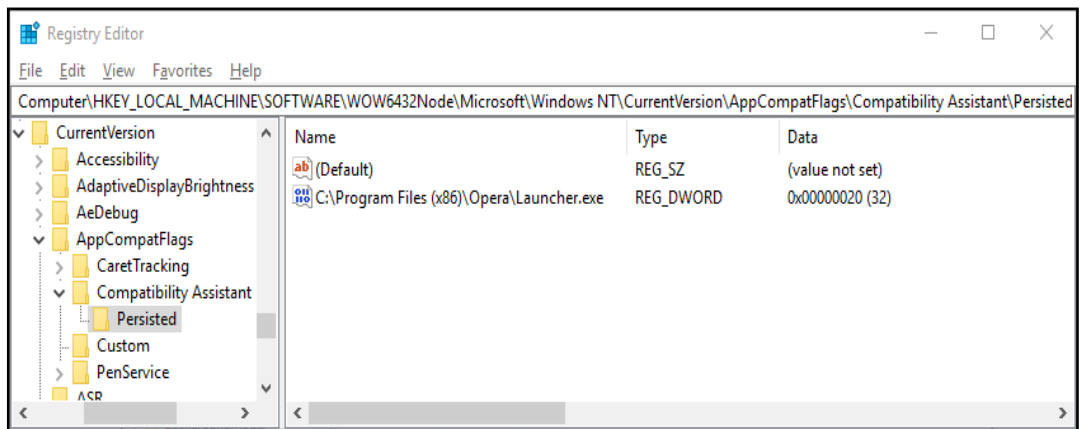 Registry Editor
File Edit View Favorites Help
Computer\HKEY_LOCAL_MACHINE\SOFTWARE\WOW6432Node\Microsoft\Windows NT\CurrentVersion\AppCompatFlags\Compatibility Assistant\Persisted
CurrentVersion
Accessibility
AdaptiveDisplayBrightness
AeDebug
AppCompatFlags
CaretTracking
Compatibility Assistant
Persisted
Custom
PenService
ASR
Name Type Data
(Default) REG_SZ (value not set)
C:\Program Files (x86)\Opera\Launcher.exe REG_DWORD 0x00000020 (32)